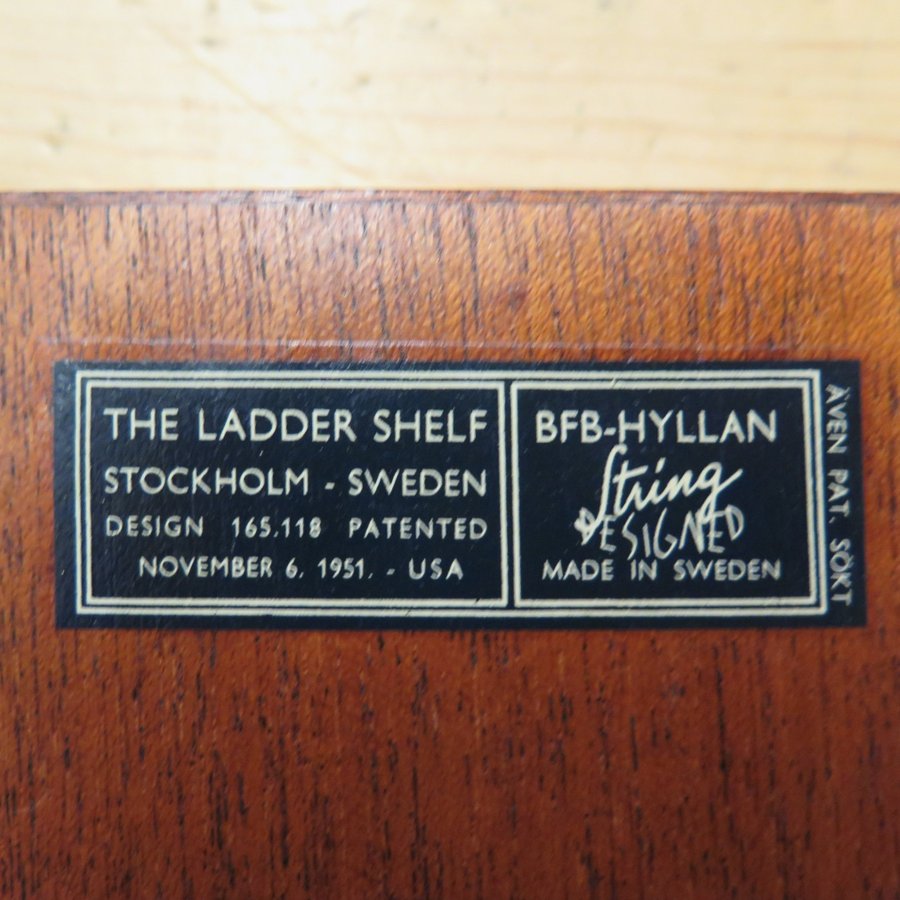 THE LADDER SHELF
STOCKHOLM - SWEDEN
DESIGN 165.118 PATENTED
NOVEMBER 6. 1951. - USA
BFB-HYLLAN
String
DESIGNED
MADE IN SWEDEN
ÄVEN PAT. SÖKT